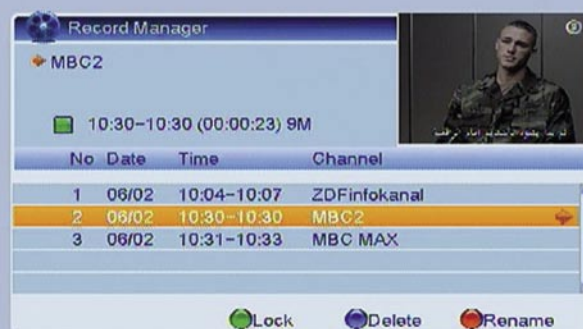 Record Manager
MBC2
10:30-10:30 (00:00:23) 9M
No Date Time Channel
1 06/02 10:04-10:07 ZDFinfokanal
2 06/02 10:30-10:30 MBC2
3 06/02 10:31-10:33 MBC MAX
Lock Delete Rename